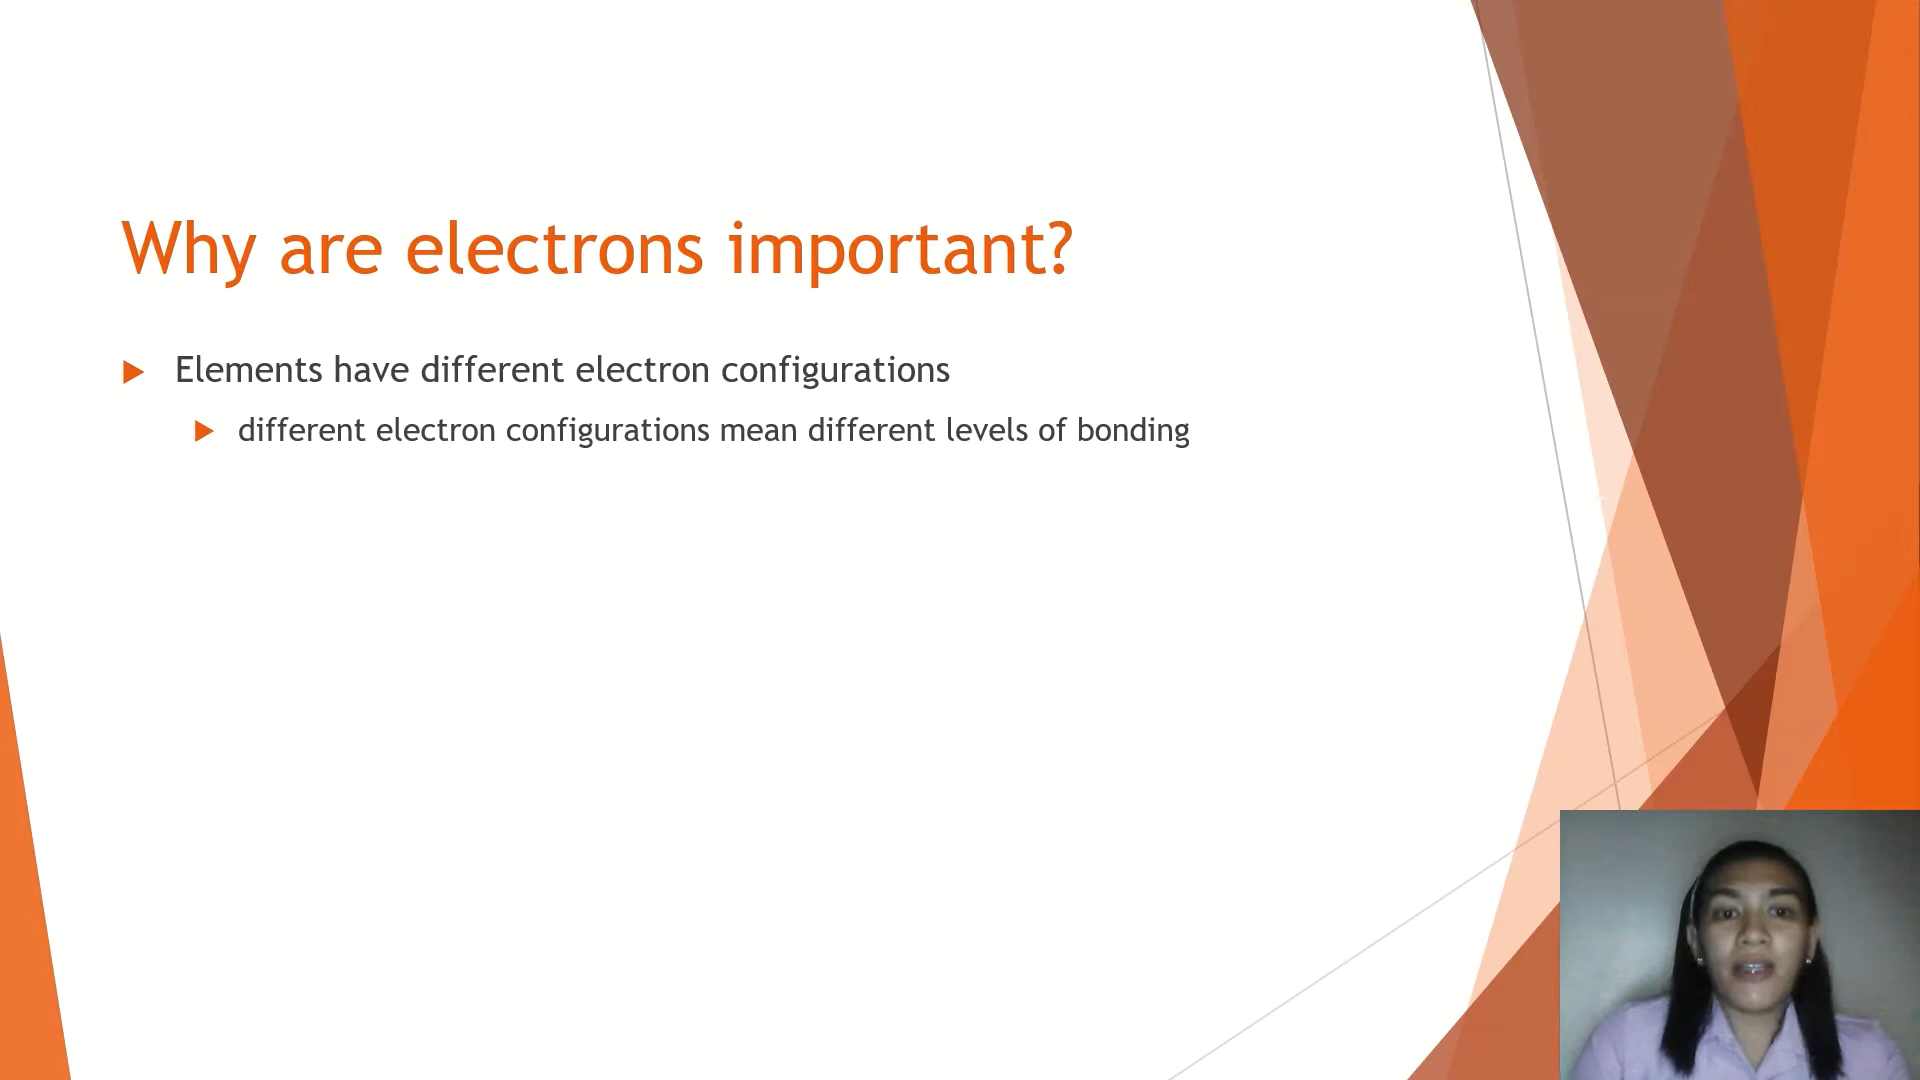 Why are electrons important?
Elements have different electron configurations
different electron configurations mean different levels of bonding